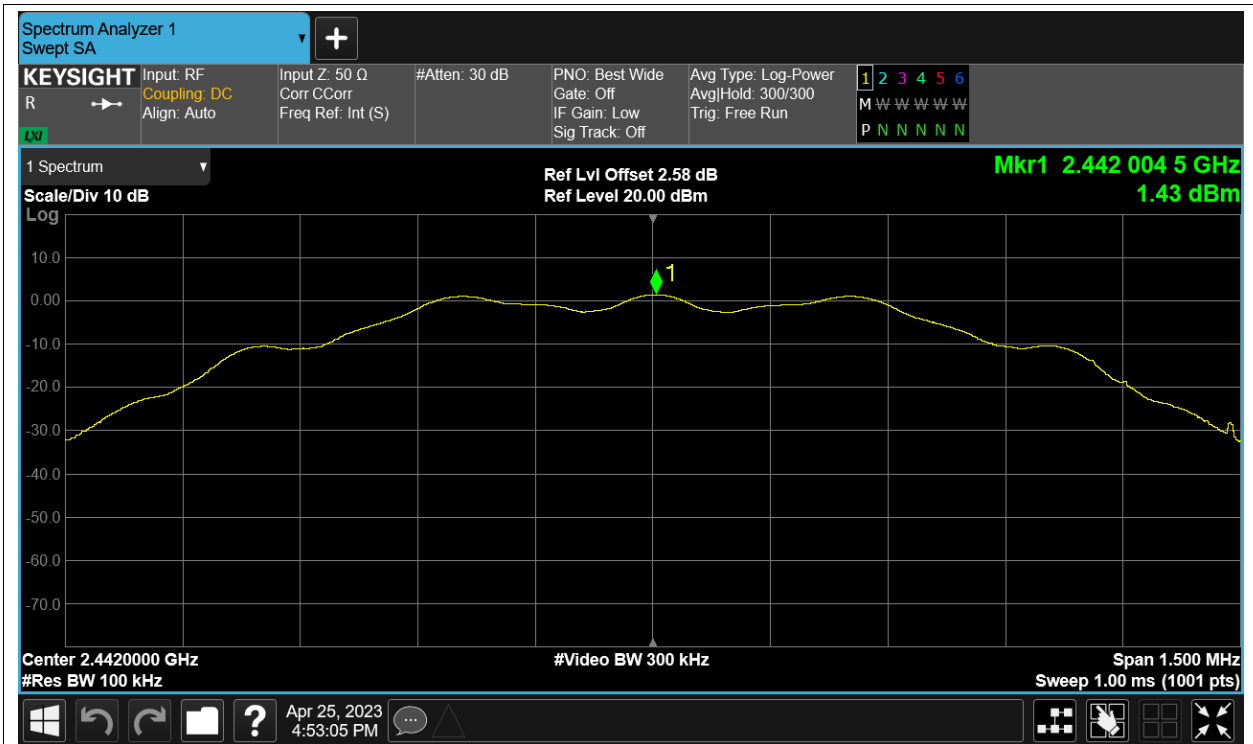 Spectrum Analyzer 1
Swept SA
KEYSIGHT
R
LXI
Input: RF
Coupling: DC
Align: Auto
Input Z: 50 Ω
Corr CCorr
Freq Ref: Int (S)
#Atten: 30 dB
PNO: Best Wide
Gate: Off
IF Gain: Low
Sig Track: Off
Avg Type: Log-Power
Avg|Hold: 300/300
Trig: Free Run
1 2 3 4 5 6
M W W W W W
P N N N N N
1 Spectrum
Scale/Div 10 dB
Log
Ref Lvl Offset 2.58 dB
Ref Level 20.00 dBm
Mkr1 2.442 004 5 GHz
1.43 dBm
1
10.0
0.00
-10.0
-20.0
-30.0
-40.0
-50.0
-60.0
-70.0
Center 2.4420000 GHz
#Video BW 300 kHz
Span 1.500 MHz
#Res BW 100 kHz
Sweep 1.00 ms (1001 pts)
?
Apr 25, 2023
4:53:05 PM